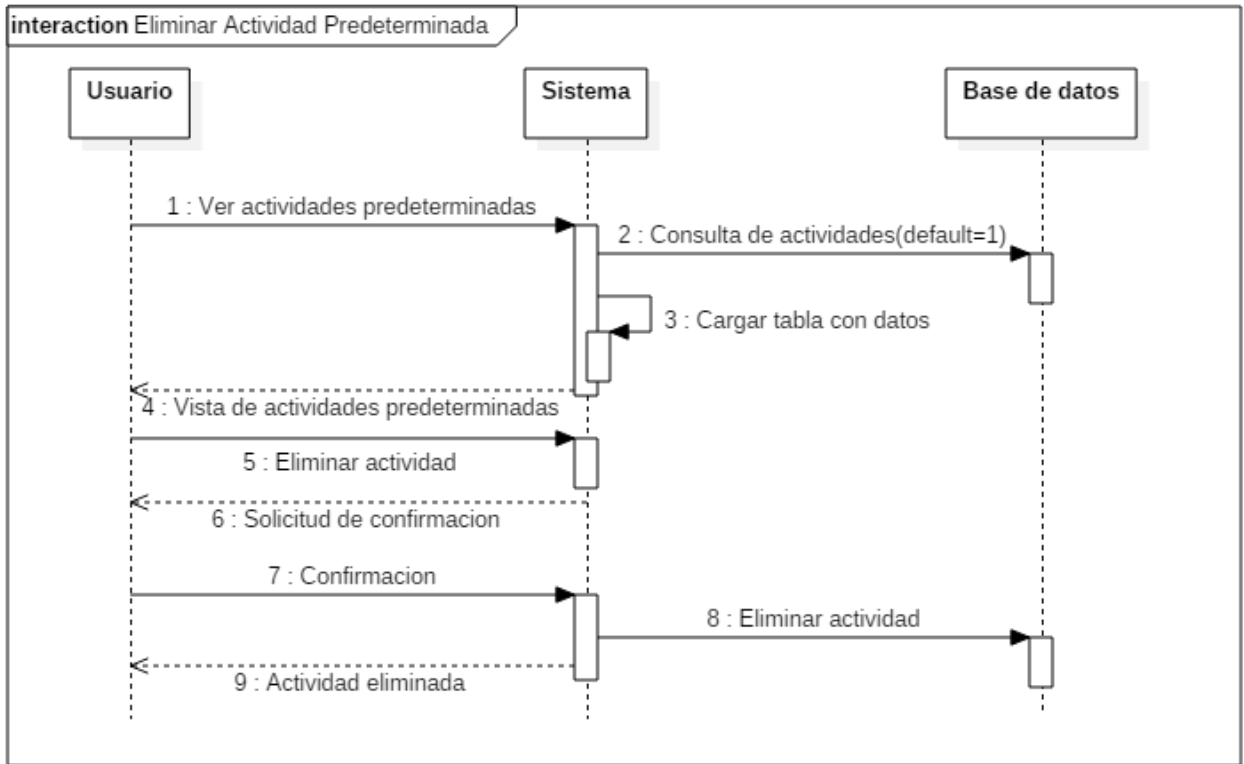 interaction Eliminar Actividad Predeterminada
Usuario
Sistema
Base de datos
1 : Ver actividades predeterminadas
2 : Consulta de actividades(default=1)
3 : Cargar tabla con datos
4 : Vista de actividades predeterminadas
5 : Eliminar actividad
6 : Solicitud de confirmacion
7 : Confirmacion
8 : Eliminar actividad
9 : Actividad eliminada